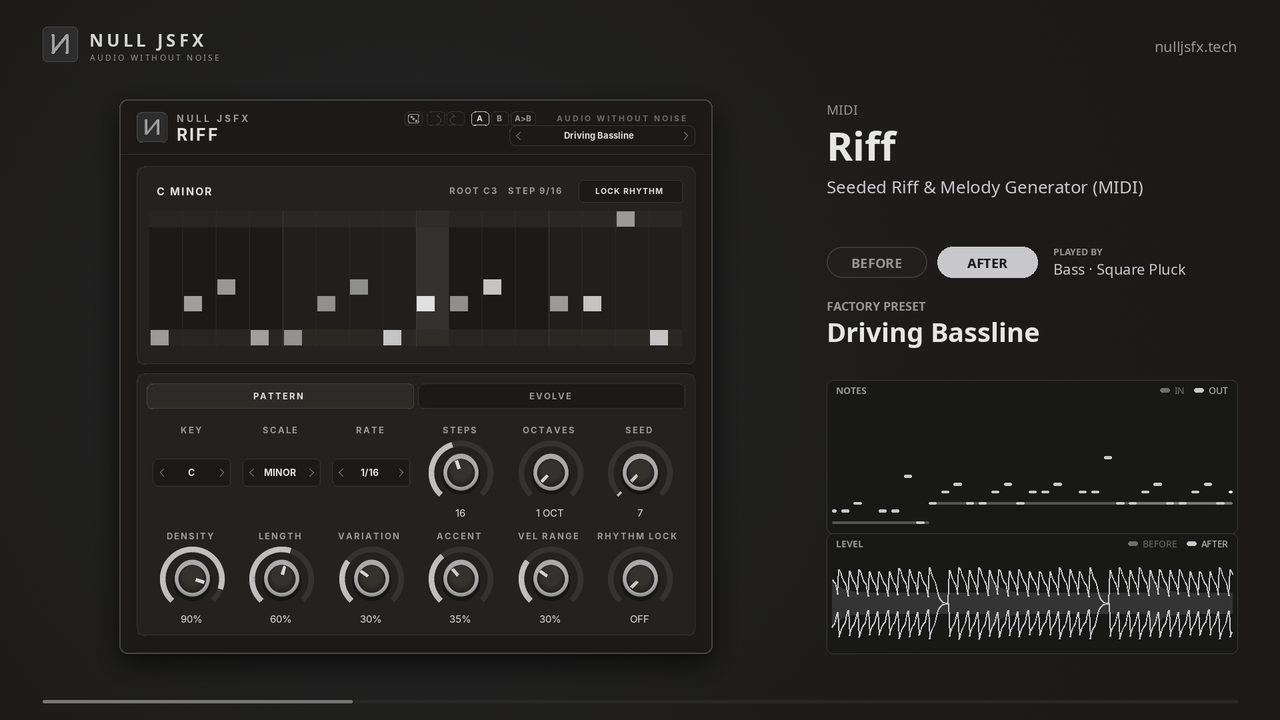 NULL JSFX
AUDIO WITHOUT NOISE
nulljsfx.tech
NULL JSFX
RIFF
A B A>B
AUDIO WITHOUT NOISE
Driving Bassline
C MINOR
ROOT C3 STEP 9/16
LOCK RHYTHM
PATTERN
EVOLVE
KEY SCALE RATE STEPS OCTAVES SEED
C MINOR 1/16
16 1 OCT 7
DENSITY LENGTH VARIATION ACCENT VEL RANGE RHYTHM LOCK
90% 60% 30% 35% 30% OFF
MIDI
Riff
Seeded Riff & Melody Generator (MIDI)
BEFORE AFTER
PLAYED BY
Bass · Square Pluck
FACTORY PRESET
Driving Bassline
NOTES IN OUT
LEVEL BEFORE AFTER